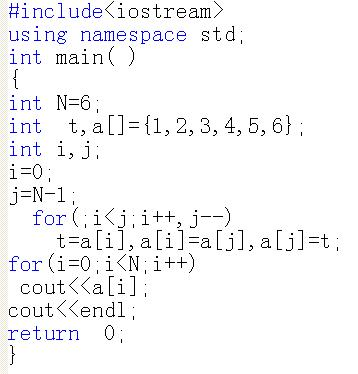 #include<iostream>
using namespace std;
int main( )
{
int N=6;
int  t,a[]={1,2,3,4,5,6};
int i,j;
i=0;
j=N-1;
for(;i<j;i++,j--)
t=a[i],a[i]=a[j],a[j]=t;
for(i=0;i<N;i++)
cout<<a[i];
cout<<endl;
return  0;
}